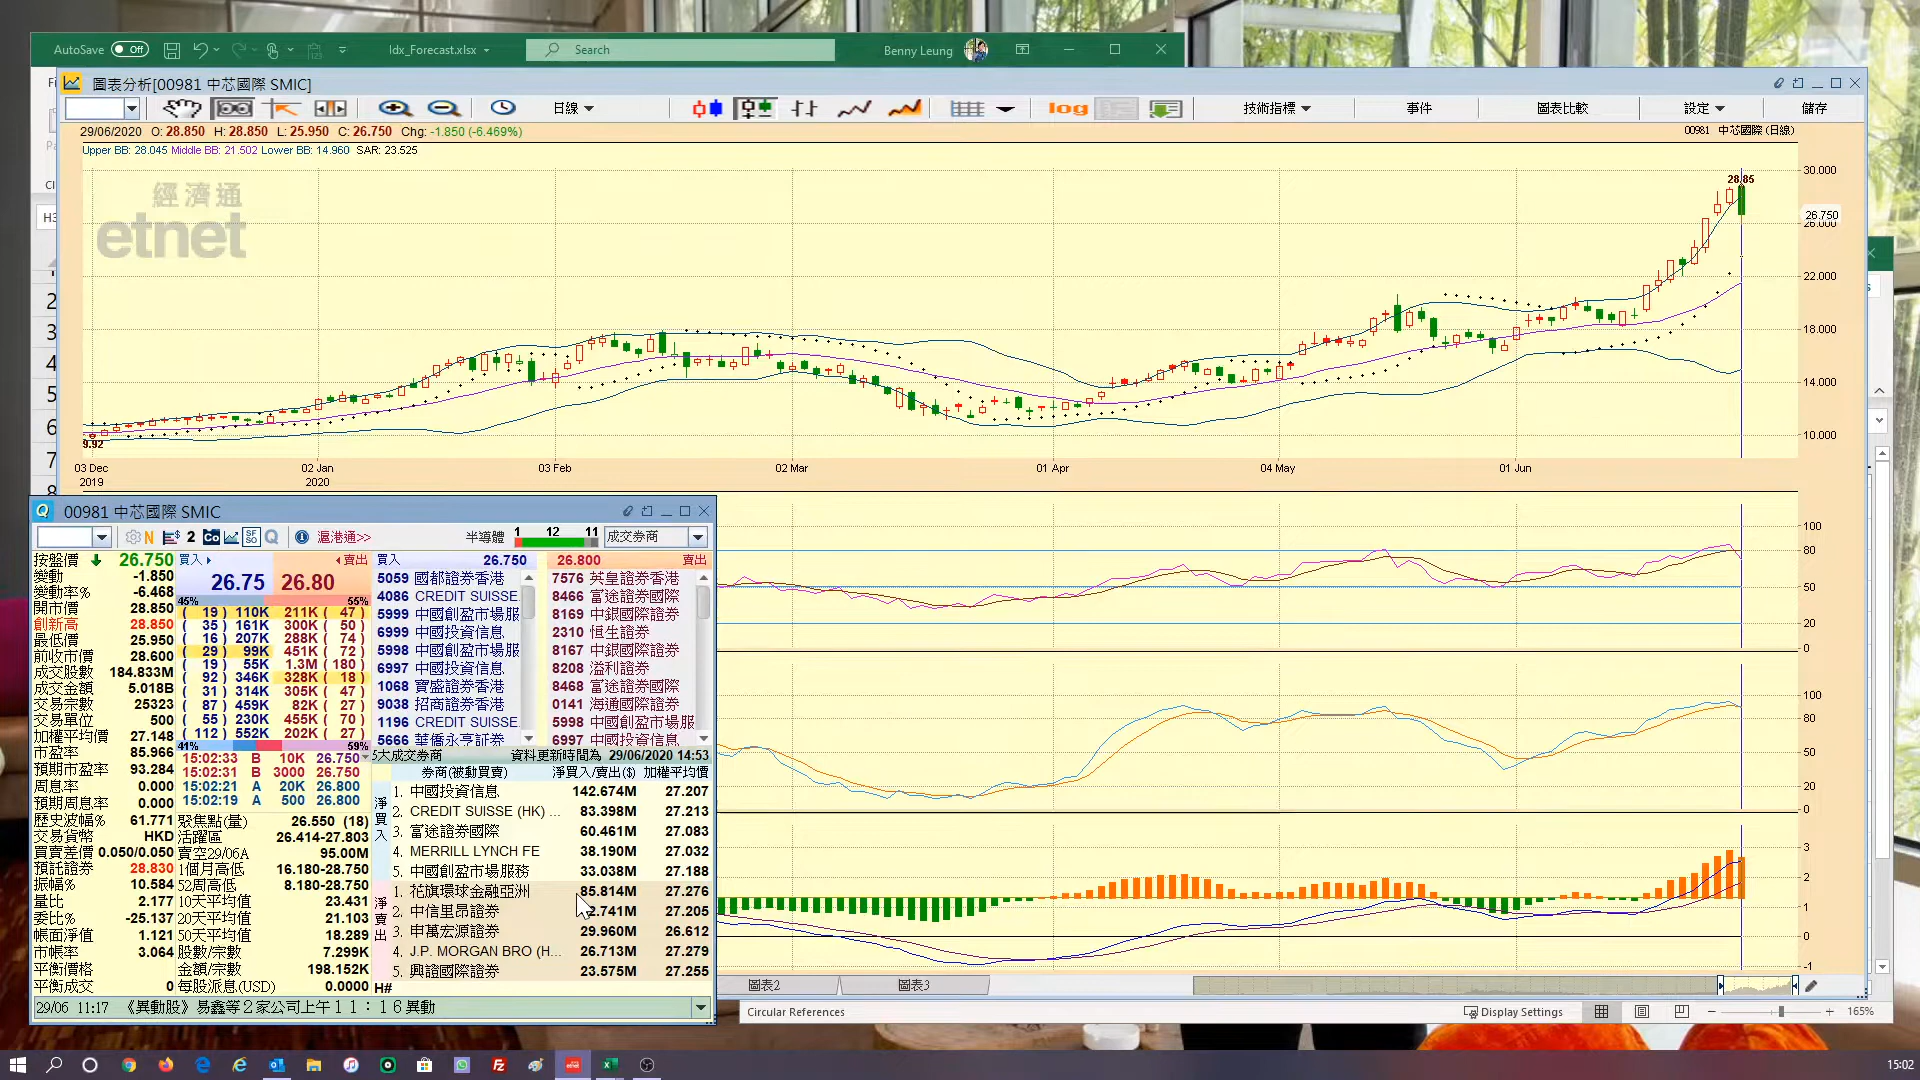 AutoSave Off
Idx_Forecast.xlsx
Search
Benny Leung
圖表分析[00981 中芯國際 SMIC]
日線
log
技術指標
事件
圖表比較
設定
儲存
29/06/2020 O: 28.850 H: 28.850 L: 25.950 C: 26.750 Chg: -1.850 (-6.469%)
00981 中芯國際 (日線)
Upper BB: 28.045 Middle BB: 21.502 Lower BB: 14.960 SAR: 23.525
經濟通
etnet
28.85
30.000
26.750
26.000
22.000
18.000
14.000
10.000
9.92
03 Dec 02 Jan 03 Feb 02 Mar 01 Apr 04 May 01 Jun
2019 2020
2
3
4
5
6
7
8
00981 中芯國際 SMIC
N 2 Co
滬港通>>
半導體 1 12 11 成交券商
按盤價 26.750
變動 -1.850
變動率% -6.468
開市價 28.850
創新高 28.850
最低價 25.950
前收市價 28.600
成交股數 184.833M
成交金額 5.018B
交易宗數 25323
交易單位 500
加權平均價 27.148
市盈率 85.966
預期市盈率 93.284
周息率 0.000
預期周息率 0.000
歷史波幅% 61.771
交易貨幣 HKD
買賣差價 0.050/0.050
預託證券 28.830
振幅% 10.584
量比 2.177
委比% -25.137
帳面淨值 1.121
市帳率 3.064
平衡價格
平衡成交 0
買入 賣出
26.75 26.80
45% 55%
( 19 ) 110K 211K ( 47 )
( 35 ) 161K 300K ( 50 )
( 16 ) 207K 288K ( 74 )
( 29 ) 99K 451K ( 72 )
( 19 ) 55K 1.3M ( 180 )
( 92 ) 346K 328K ( 18 )
( 31 ) 314K 305K ( 47 )
( 87 ) 459K 82K ( 27 )
( 55 ) 230K 455K ( 70 )
( 112 ) 552K 202K ( 27 )
41% 59%
15:02:33 B 10K 26.750
15:02:31 B 3000 26.750
15:02:21 A 20K 26.800
15:02:19 A 500 26.800
聚焦點(量) 26.550 (18)
活躍區 26.414-27.803
賣空29/06A 95.00M
1個月高低 16.180-28.750
52周高低 8.180-28.750
10天平均值 23.431
20天平均值 21.103
50天平均值 18.289
股數/宗數 7.299K
金額/宗數 198.152K
每股派息(USD) 0.0000
買入 26.750 26.800 賣出
5059 國都證券香港
4086 CREDIT SUISSE
5999 中國創盈市場服
6999 中國投資信息
5998 中國創盈市場服
6997 中國投資信息
1068 寶盛證券香港
9038 招商證券香港
1196 CREDIT SUISSE
5666 華僑永亨証券
7576 英皇證券香港
8466 富途證券國際
8169 中銀國際證券
2310 恒生證券
8167 中銀國際證券
8208 溢利證券
8468 富途證券國際
0141 海通國際證券
5998 中國創盈市場服
6997 中國投資信息
5大成交券商 資料更新時間為 29/06/2020 14:53
券商(被動買賣) 淨買入/賣出($) 加權平均價
淨買入
1. 中國投資信息 142.674M 27.207
2. CREDIT SUISSE (HK) ... 83.398M 27.213
3. 富途證券國際 60.461M 27.083
4. MERRILL LYNCH FE 38.190M 27.032
5. 中國創盈市場服務 33.038M 27.188
淨賣出
1. 花旗環球金融亞洲 85.814M 27.276
2. 中信里昂證券 2.741M 27.205
3. 申萬宏源證券 29.960M 26.612
4. J.P. MORGAN BRO (H... 26.713M 27.279
5. 興證國際證券 23.575M 27.255
H#
29/06 11:17 《異動股》易鑫等２家公司上午１１：１６異動
100
80
50
20
0
100
80
50
20
0
3
2
1
0
-1
圖表2
圖表3
Circular References
Display Settings
165%
15:02